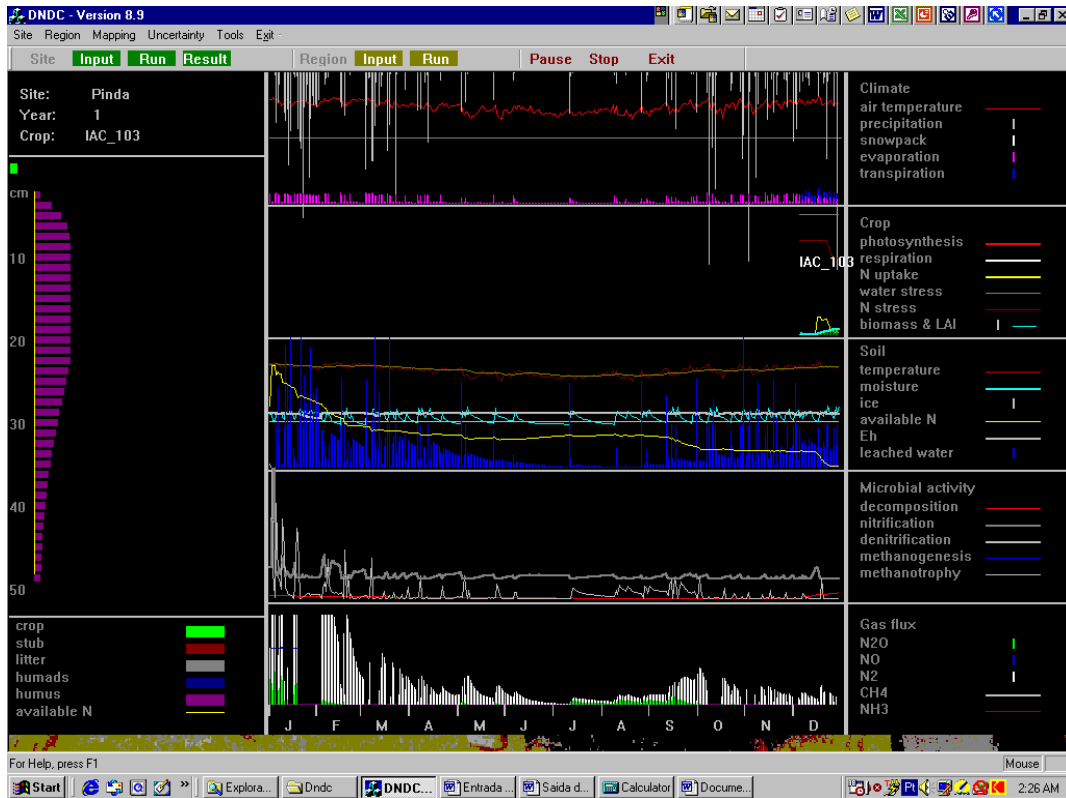 DNDC - Version 8.9
Site Region Mapping Uncertainty Tools Exit
Site Input Run Result Region Input Run Pause Stop Exit
Site: Pinda
Year: 1
Crop: IAC_103
cm
10
20
30
40
50
crop
stub
litter
humads
humus
available N
IAC_103
J F M A M J J A S O N D
Climate
air temperature
precipitation
snowpack
evaporation
transpiration
Crop
photosynthesis
respiration
N uptake
water stress
N stress
biomass & LAI
Soil
temperature
moisture
ice
available N
Eh
leached water
Microbial activity
decomposition
nitrification
denitrification
methanogenesis
methanotrophy
Gas flux
N2O
NO
N2
CH4
NH3
For Help, press F1 Mouse
Start Explora... Dndc DNDC... Entrada ... Saida d... Calculator Docume... Pt 2:26 AM